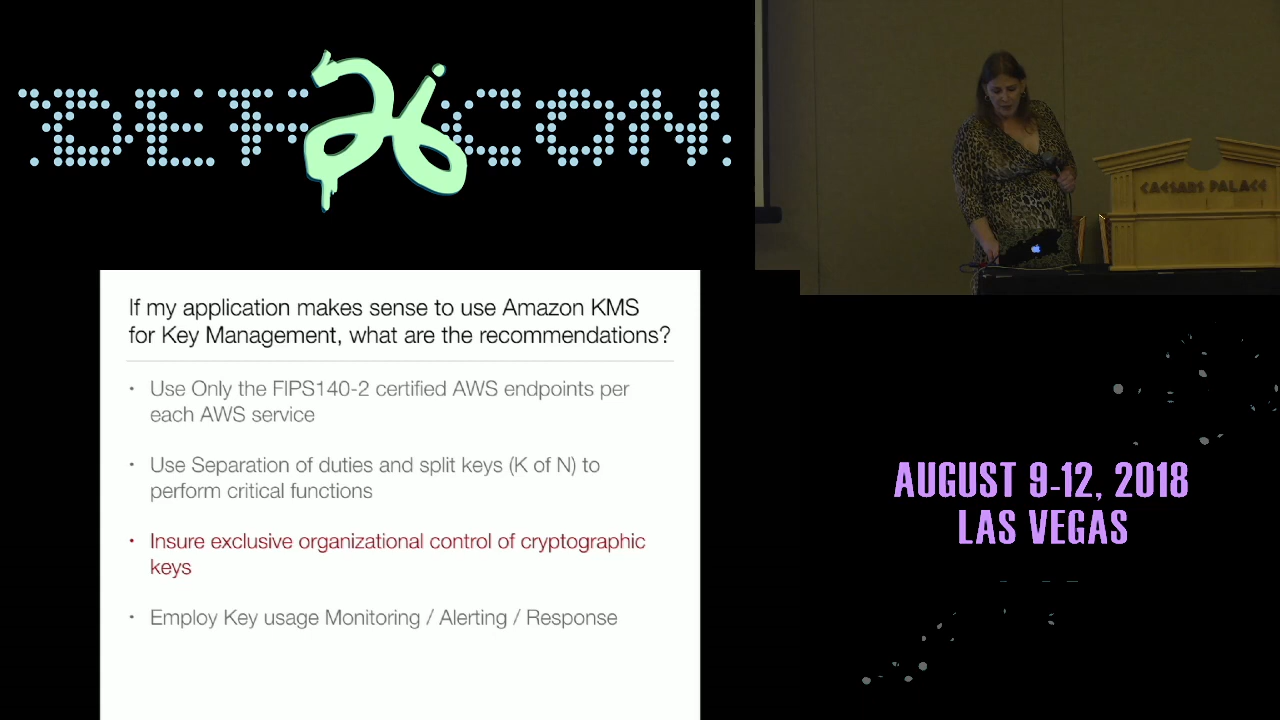 DEF 26 CON
CAESARS PALACE
If my application makes sense to use Amazon KMS
for Key Management, what are the recommendations?
• Use Only the FIPS140-2 certified AWS endpoints per
each AWS service
• Use Separation of duties and split keys (K of N) to
perform critical functions
• Insure exclusive organizational control of cryptographic
keys
• Employ Key usage Monitoring / Alerting / Response
AUGUST 9-12, 2018
LAS VEGAS